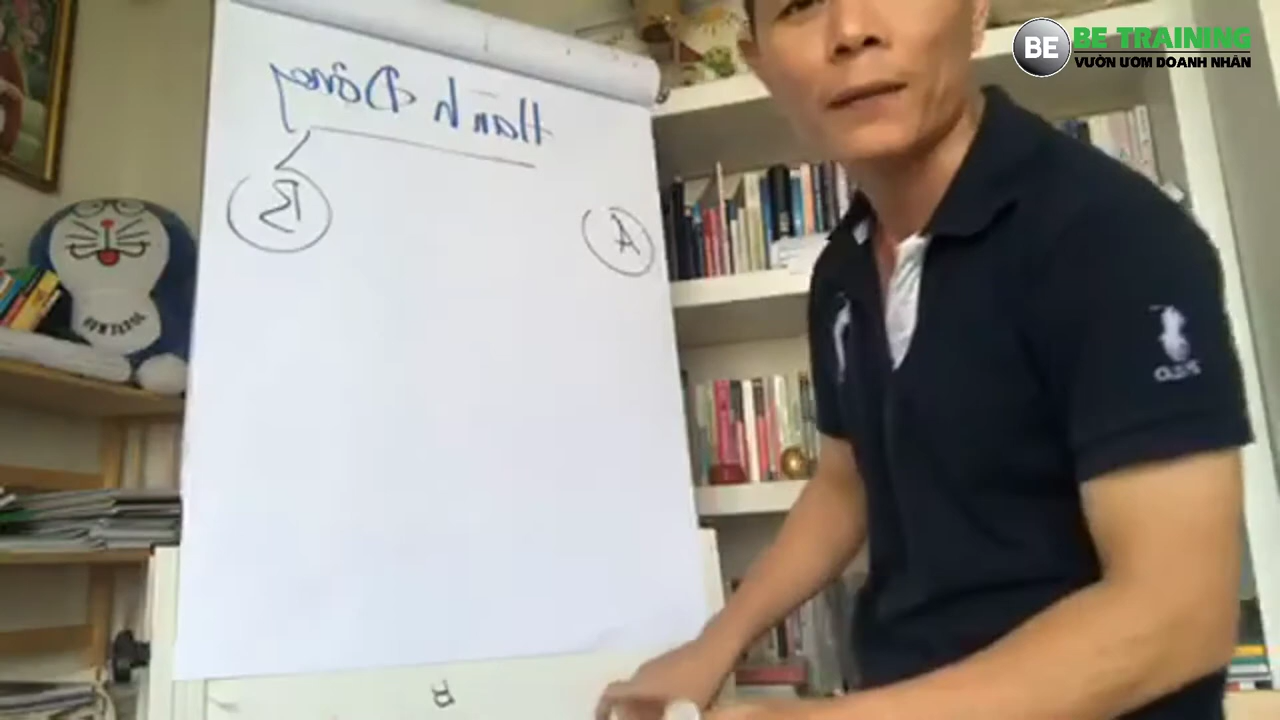 BE
BE TRAINING
VƯỜN ƯƠM DOANH NHÂN
Hành Động
A
B